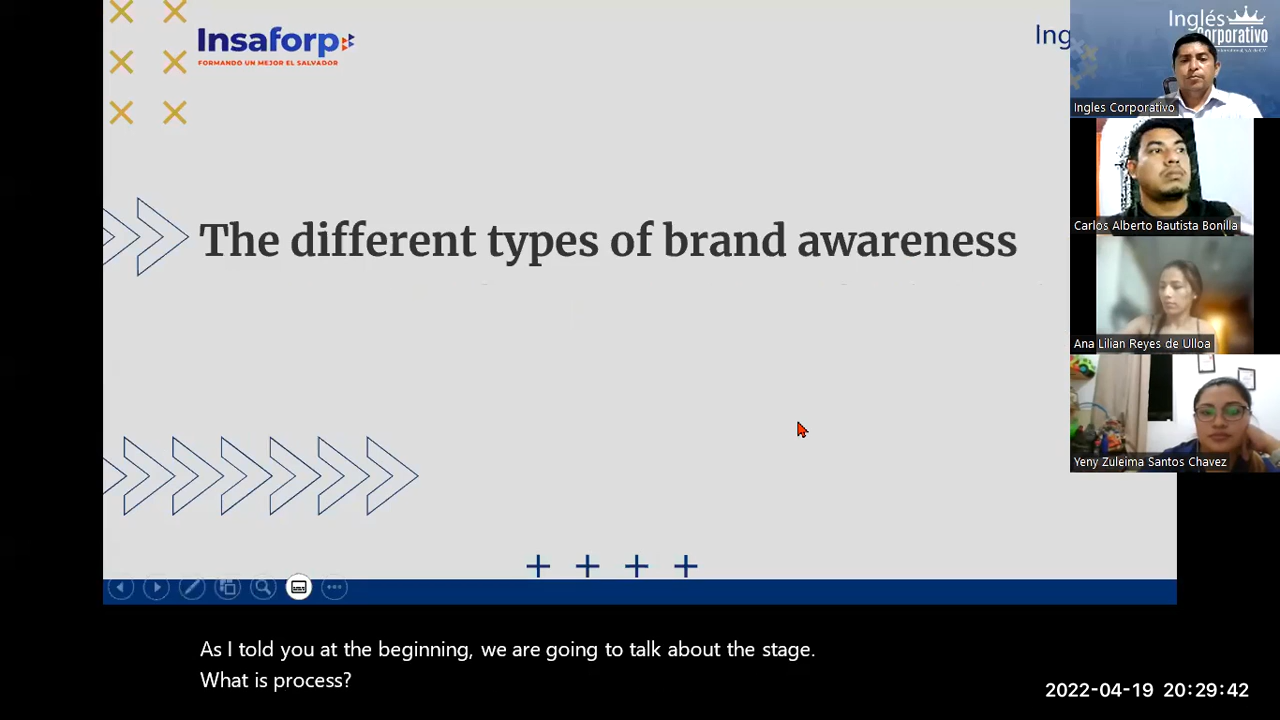 Insaforp
FORMANDO UN MEJOR EL SALVADOR
Ing
Inglés
Corporativo
Ingles Corporativo
Carlos Alberto Bautista Bonilla
The different types of brand awareness
Ana Lilian Reyes de Ulloa
Yeny Zuleima Santos Chavez
As I told you at the beginning, we are going to talk about the stage.
What is process?
2022-04-19 20:29:42